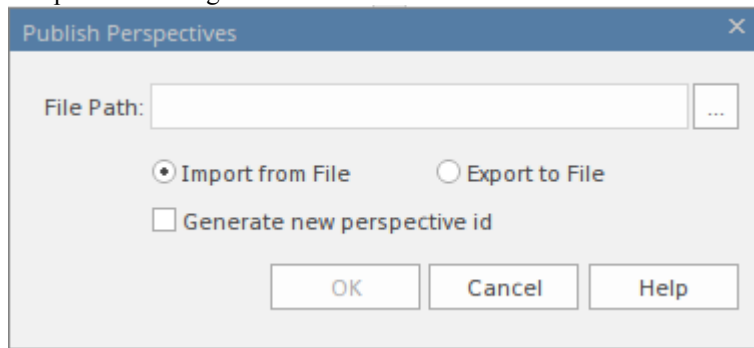 Publish Perspectives
File Path:
...
Import from File Export to File
Generate new perspective id
OK Cancel Help